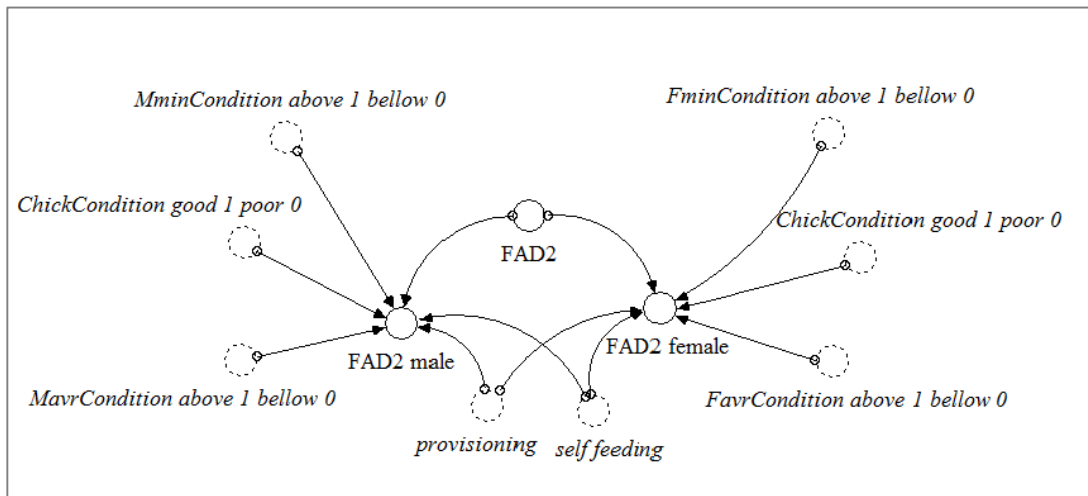 MminCondition above 1 bellow 0
FminCondition above 1 bellow 0
ChickCondition good 1 poor 0
ChickCondition good 1 poor 0
FAD2
FAD2 male
FAD2 female
MavrCondition above 1 bellow 0
FavrCondition above 1 bellow 0
provisioning
self feeding